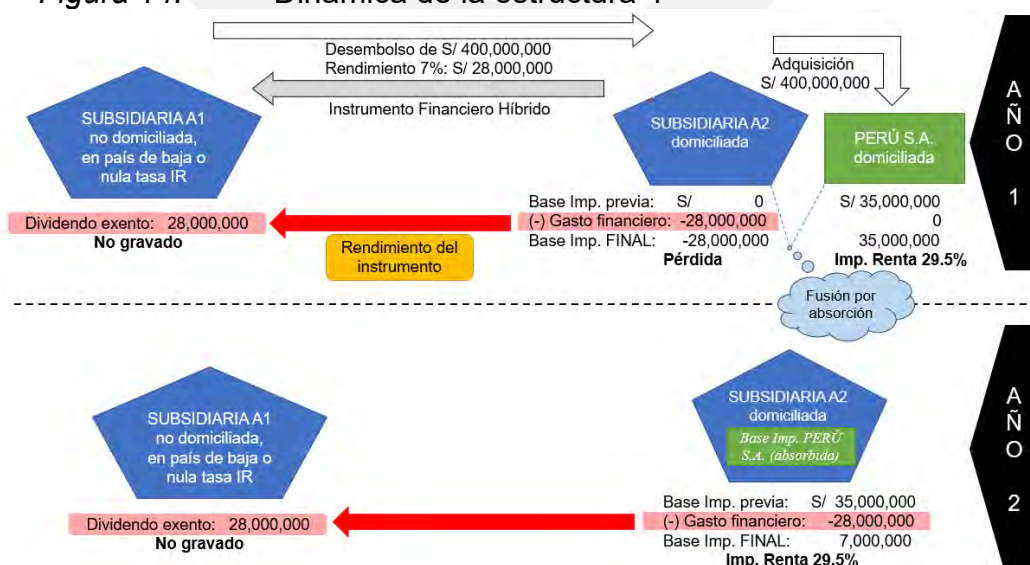 Desembolso de S/ 400,000,000
Rendimiento 7%: S/ 28,000,000
Instrumento Financiero Híbrido
Adquisición
S/ 400,000,000
SUBSIDIARIA A1
no domiciliada,
en país de baja o
nula tasa IR
SUBSIDIARIA A2
domiciliada
PERÚ S.A.
domiciliada
A
Ñ
O
1
Dividendo exento: 28,000,000
No gravado
Rendimiento del
instrumento
Base Imp. previa: S/ 0
(-) Gasto financiero: -28,000,000
Base Imp. FINAL: -28,000,000
Pérdida
S/ 35,000,000
0
35,000,000
Imp. Renta 29.5%
Fusión por
absorción
SUBSIDIARIA A1
no domiciliada,
en país de baja o
nula tasa IR
Dividendo exento: 28,000,000
No gravado
SUBSIDIARIA A2
domiciliada
Base Imp. PERÚ
S.A. (absorbida)
Base Imp. previa: S/ 35,000,000
(-) Gasto financiero: -28,000,000
Base Imp. FINAL: 7,000,000
Imp. Renta 29.5%
A
Ñ
O
2